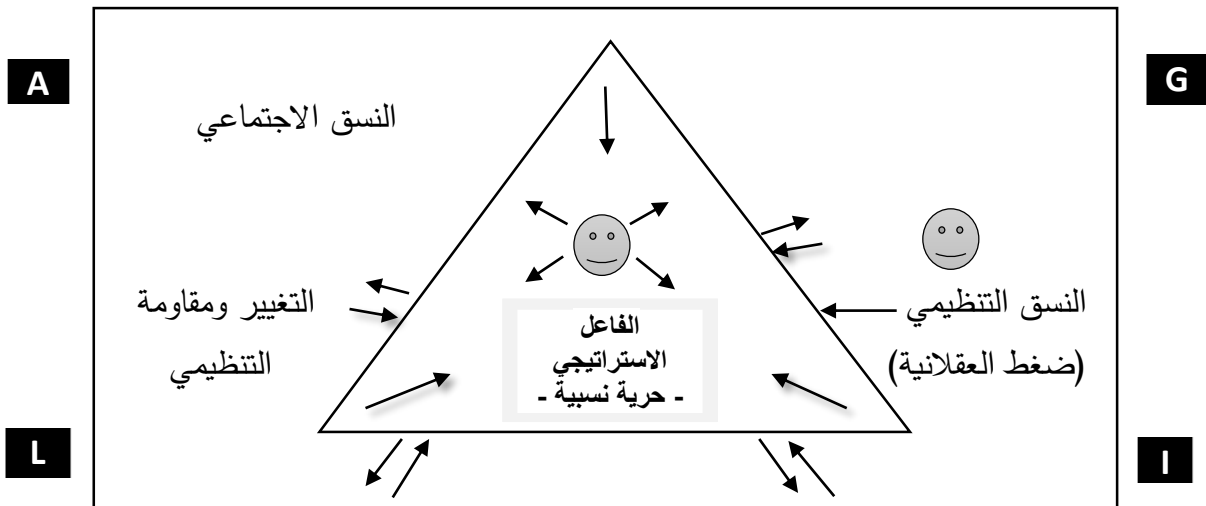 A
G
النسق الاجتماعي
النسق التنظيمي
(ضغط العقلانية)
الفاعل
الاستراتيجي
- حرية نسبية -
التغيير ومقاومة
التنظيمي
L
I